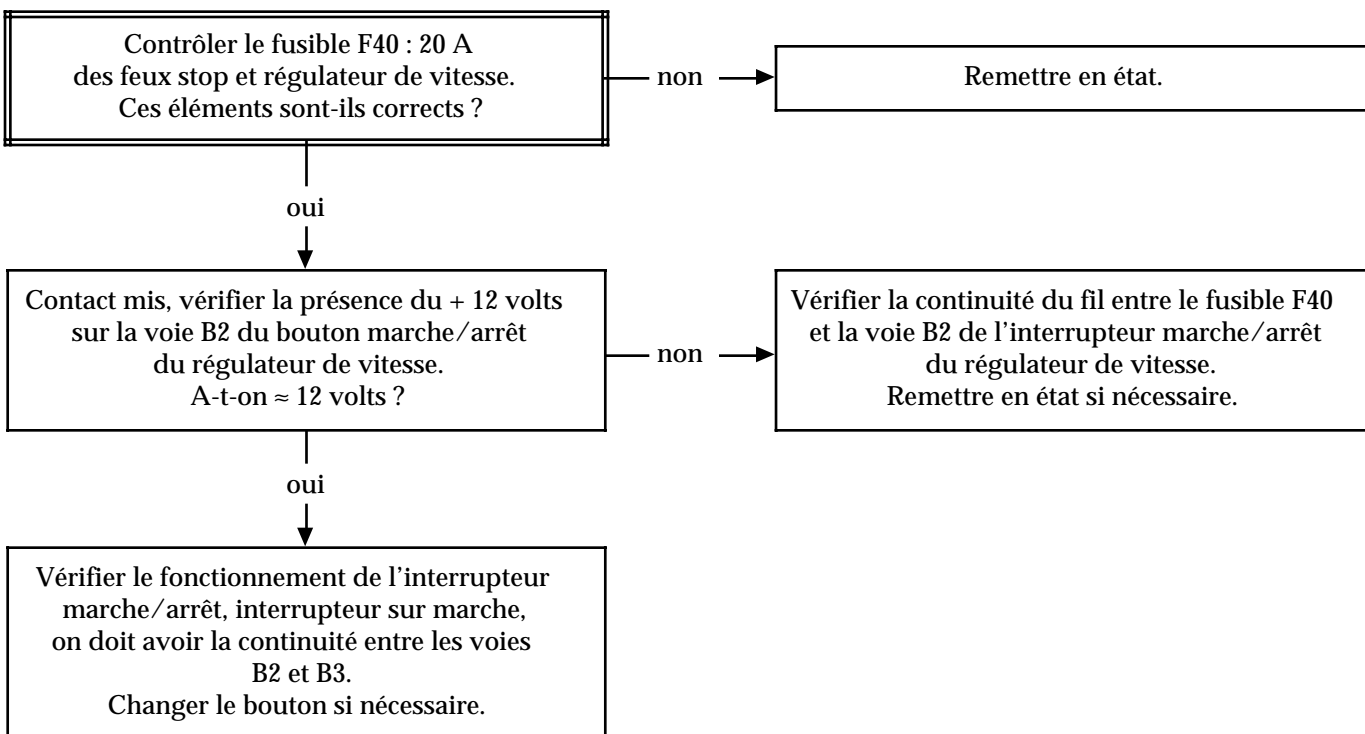 Contrôler le fusible F40 : 20 A
des feux stop et régulateur de vitesse.
Ces éléments sont-ils corrects ?
non
Remettre en état.
oui
Contact mis, vérifier la présence du + 12 volts
sur la voie B2 du bouton marche/arrêt
du régulateur de vitesse.
A-t-on ≈ 12 volts ?
non
Vérifier la continuité du fil entre le fusible F40
et la voie B2 de l’interrupteur marche/arrêt
du régulateur de vitesse.
Remettre en état si nécessaire.
oui
Vérifier le fonctionnement de l’interrupteur
marche/arrêt, interrupteur sur marche,
on doit avoir la continuité entre les voies
B2 et B3.
Changer le bouton si nécessaire.